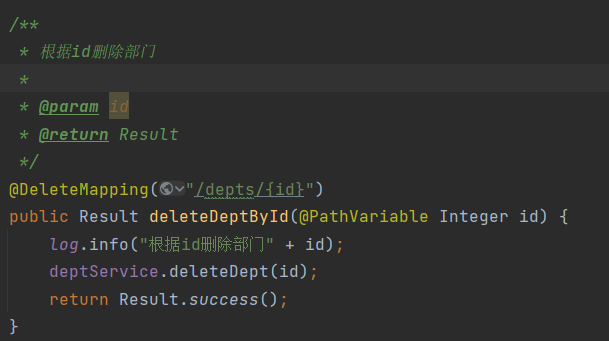 /**
 * 根据id删除部门
 *
 * @param id
 * @return Result
 */
@DeleteMapping("/depts/{id}")
public Result deleteDeptById(@PathVariable Integer id) {
    log.info("根据id删除部门" + id);
    deptService.deleteDept(id);
    return Result.success();
}